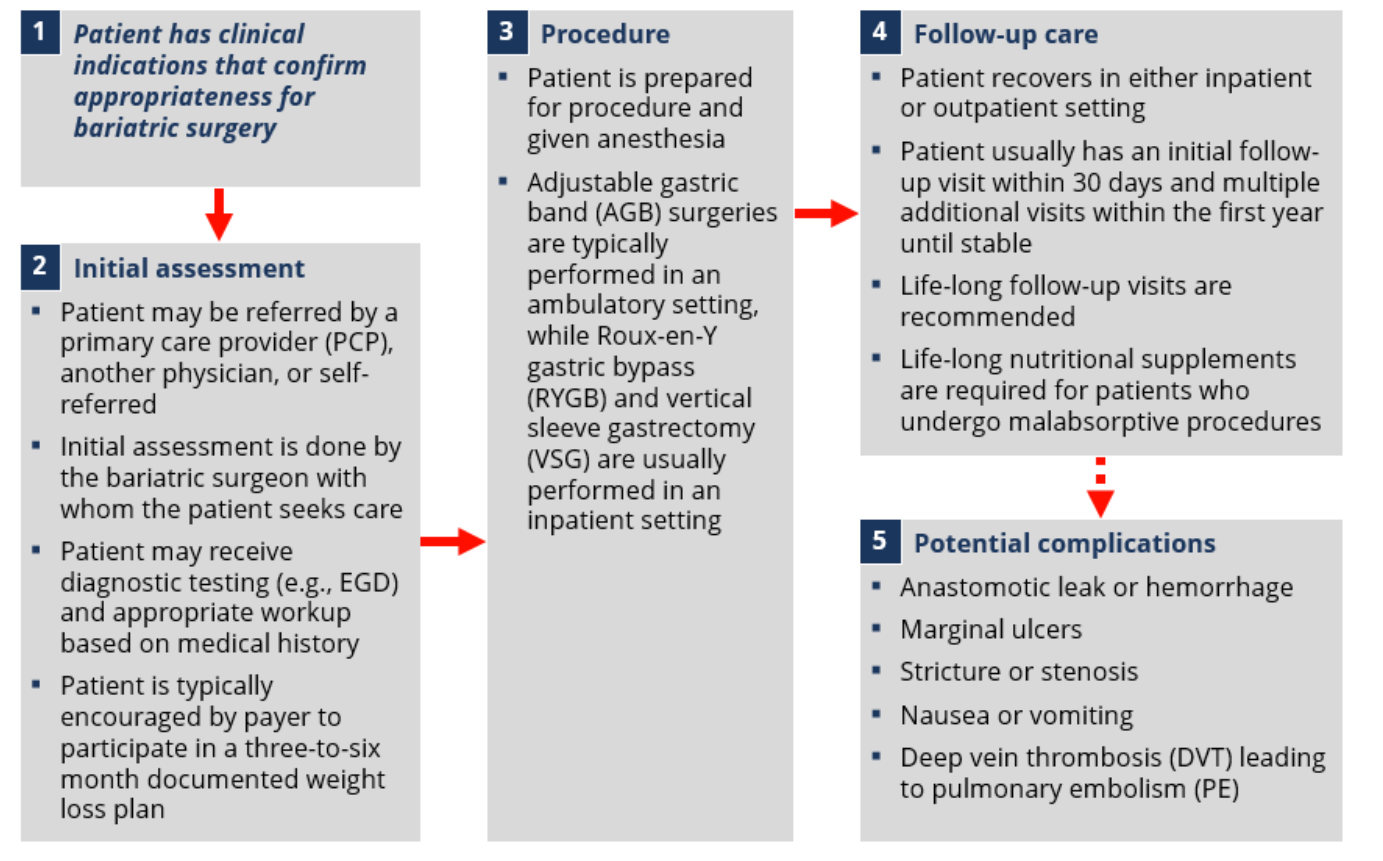 1
Patient has clinical
indications that confirm
appropriateness for
bariatric surgery
2
Initial assessment
▪ Patient may be referred by a
primary care provider (PCP),
another physician, or self-
referred
▪ Initial assessment is done by
the bariatric surgeon with
whom the patient seeks care
▪ Patient may receive
diagnostic testing (e.g., EGD)
and appropriate workup
based on medical history
▪ Patient is typically
encouraged by payer to
participate in a three-to-six
month documented weight
loss plan
3
Procedure
▪ Patient is prepared
for procedure and
given anesthesia
▪ Adjustable gastric
band (AGB) surgeries
are typically
performed in an
ambulatory setting,
while Roux-en-Y
gastric bypass
(RYGB) and vertical
sleeve gastrectomy
(VSG) are usually
performed in an
inpatient setting
4
Follow-up care
▪ Patient recovers in either inpatient
or outpatient setting
▪ Patient usually has an initial follow-
up visit within 30 days and multiple
additional visits within the first year
until stable
▪ Life-long follow-up visits are
recommended
▪ Life-long nutritional supplements
are required for patients who
undergo malabsorptive procedures
5
Potential complications
▪ Anastomotic leak or hemorrhage
▪ Marginal ulcers
▪ Stricture or stenosis
▪ Nausea or vomiting
▪ Deep vein thrombosis (DVT) leading
to pulmonary embolism (PE)